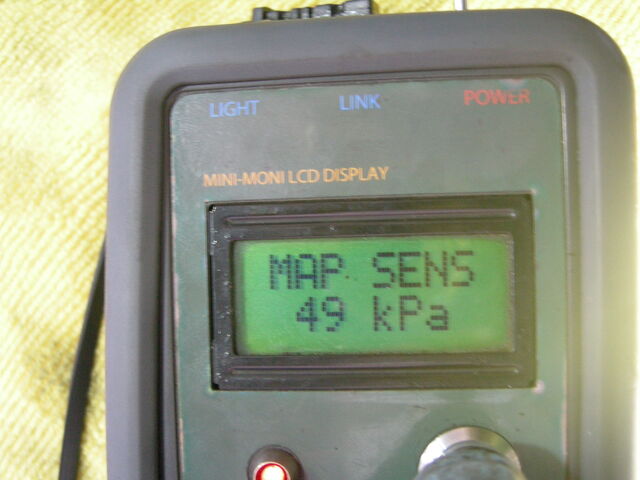 LIGHT LINK POWER
MINI-MONI LCD DISPLAY
MAP SENS
49 kPa